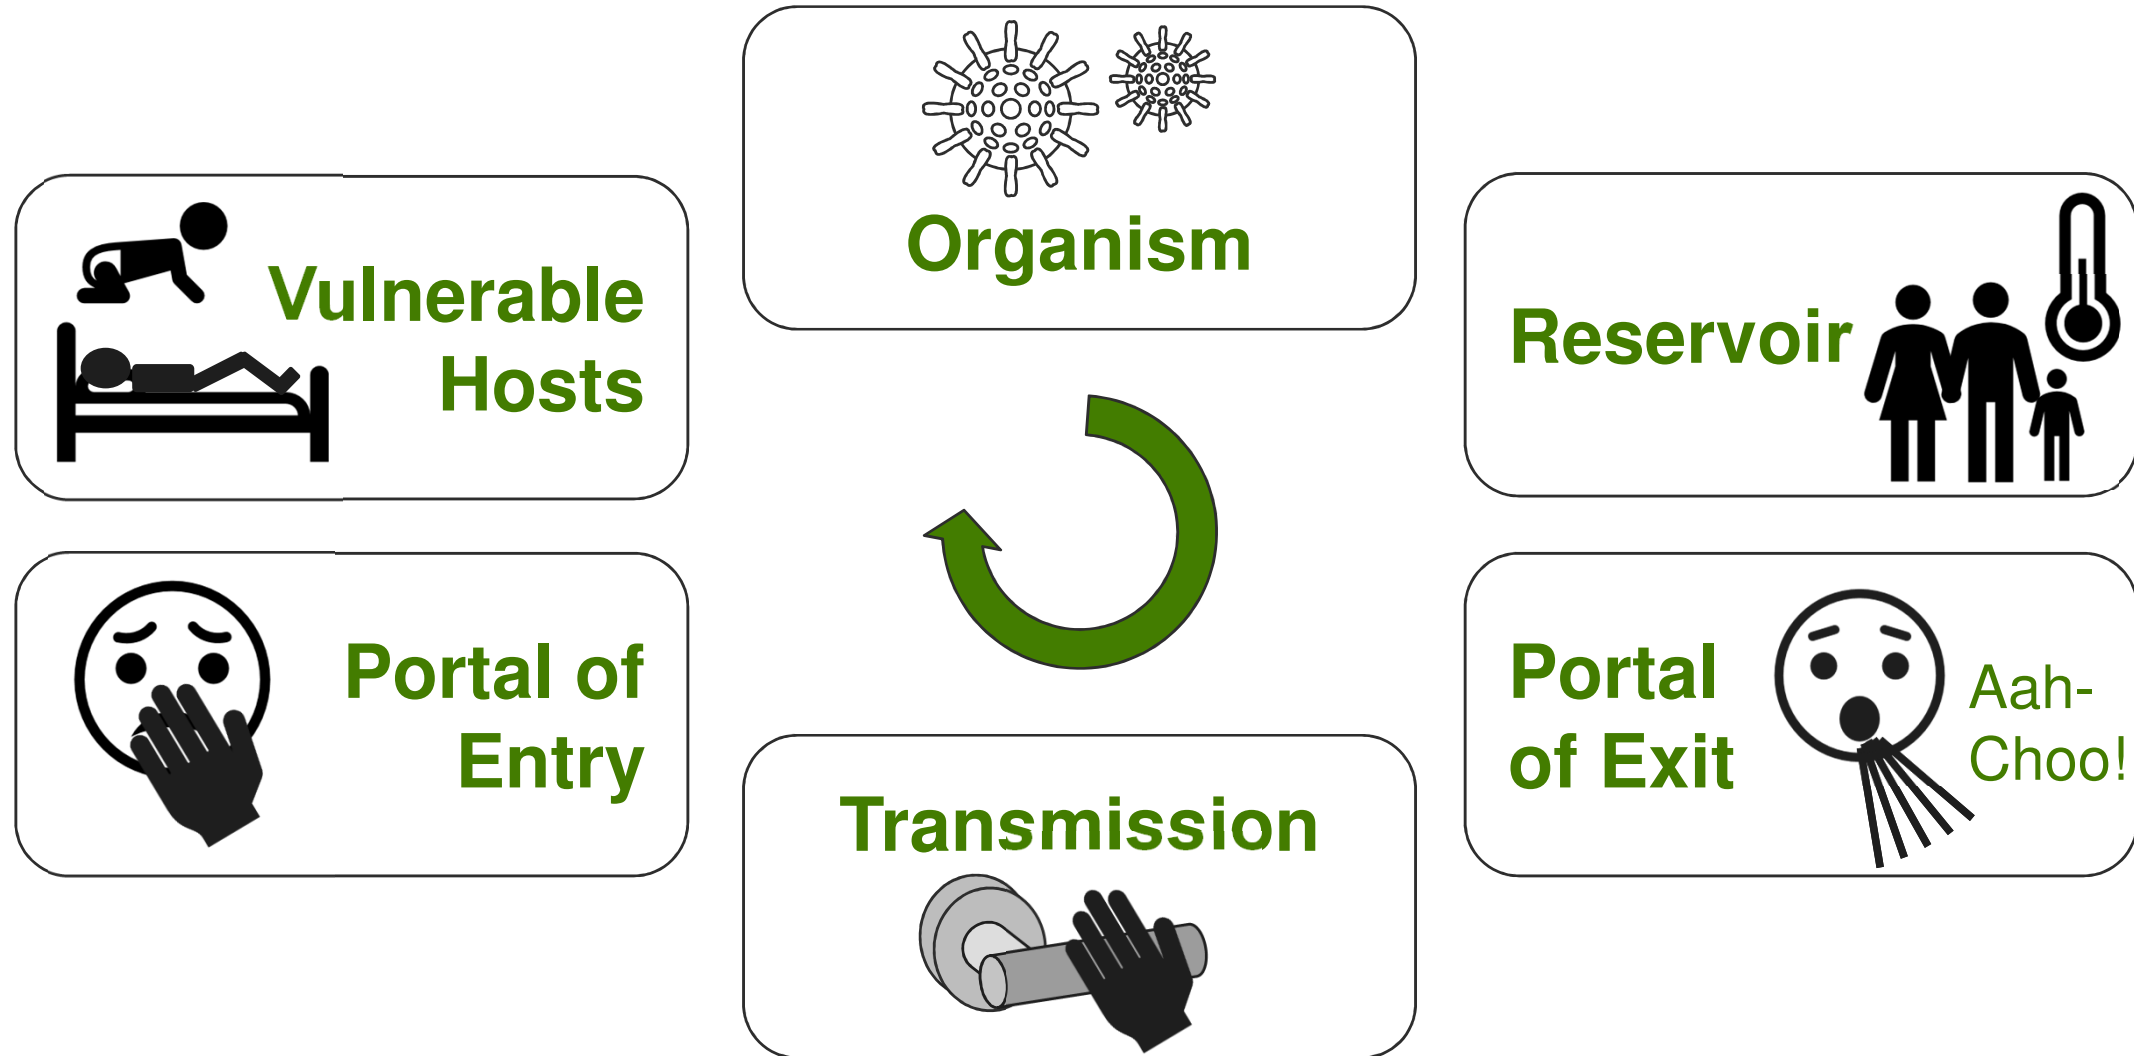 Organism
Reservoir
Portal
of Exit
Aah-
Choo!
Transmission
Portal of
Entry
Vulnerable
Hosts